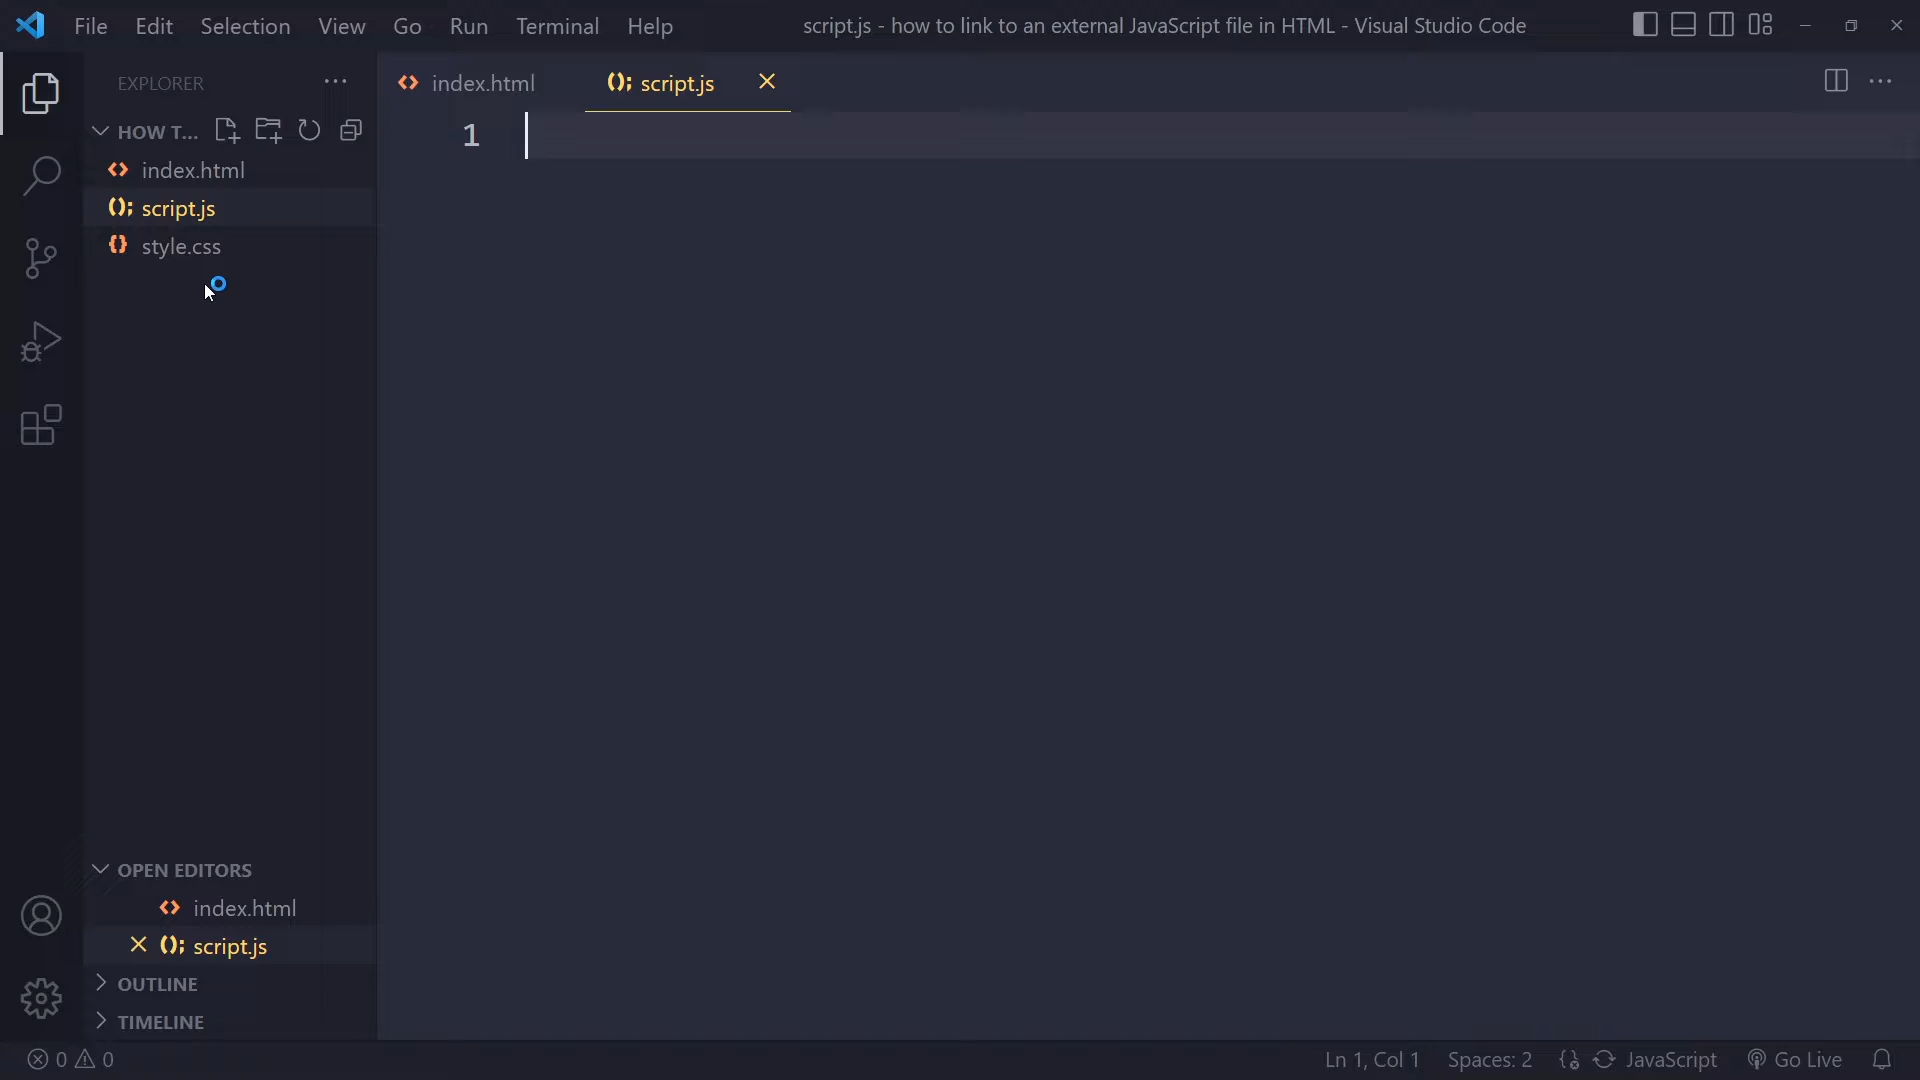 File Edit Selection View Go Run Terminal Help script.js - how to link to an external JavaScript file in HTML - Visual Studio Code
EXPLORER
HOW T...
index.html
script.js
style.css
index.html script.js
1
OPEN EDITORS
index.html
script.js
OUTLINE
TIMELINE
0 0 Ln 1, Col 1 Spaces: 2 JavaScript Go Live